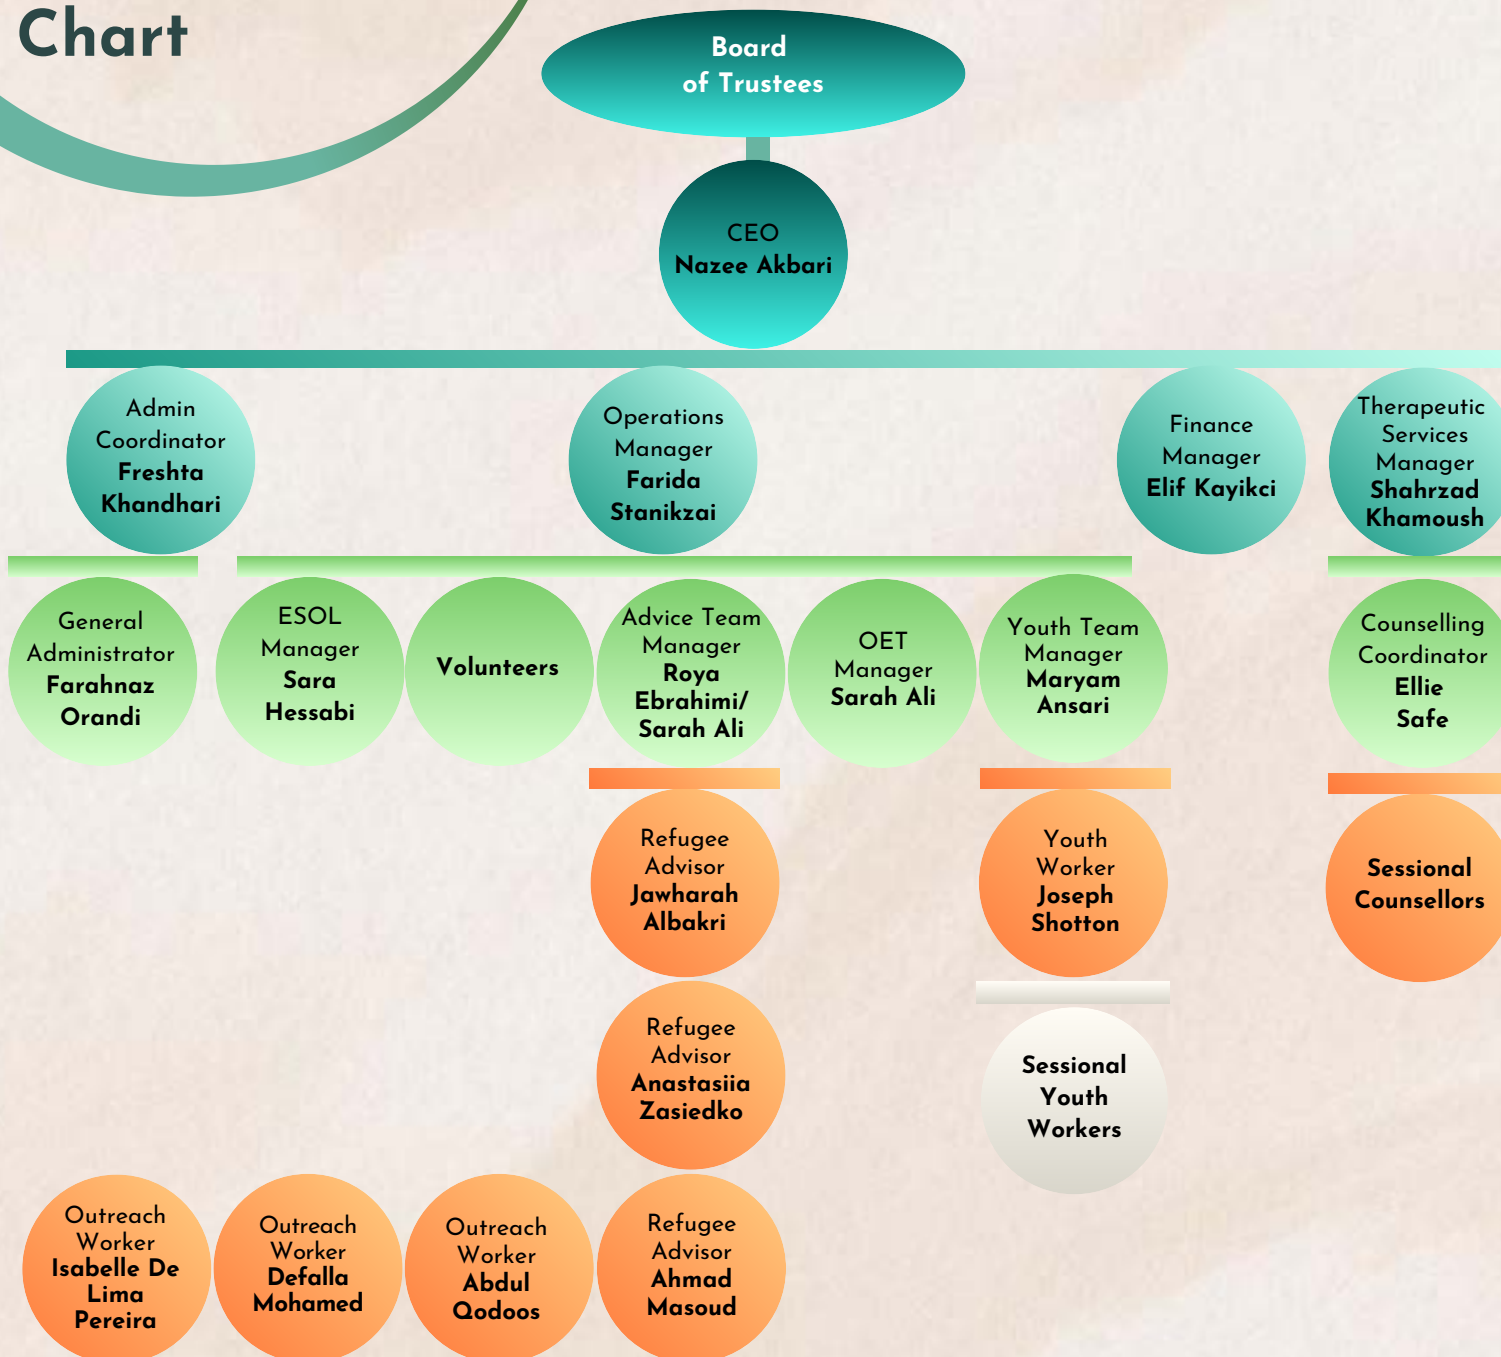 Chart
Board
of Trustees
CEO
Nazee Akbari
Admin
Coordinator
Freshta
Khandhari
Operations
Manager
Farida
Stanikzai
Finance
Manager
Elif Kayikci
Therapeutic
Services
Manager
Shahrzad
Khamoush
General
Administrator
Farahnaz
Orandi
ESOL
Manager
Sara
Hessabi
Volunteers
Advice Team
Manager
Roya
Ebrahimi/
Sarah Ali
OET
Manager
Sarah Ali
Youth Team
Manager
Maryam
Ansari
Counselling
Coordinator
Ellie
Safe
Refugee
Advisor
Jawharah
Albakri
Youth
Worker
Joseph
Shotton
Sessional
Counsellors
Refugee
Advisor
Anastasiia
Zasiedko
Sessional
Youth
Workers
Outreach
Worker
Isabelle De
Lima
Pereira
Outreach
Worker
Defalla
Mohamed
Outreach
Worker
Abdul
Qodoos
Refugee
Advisor
Ahmad
Masoud